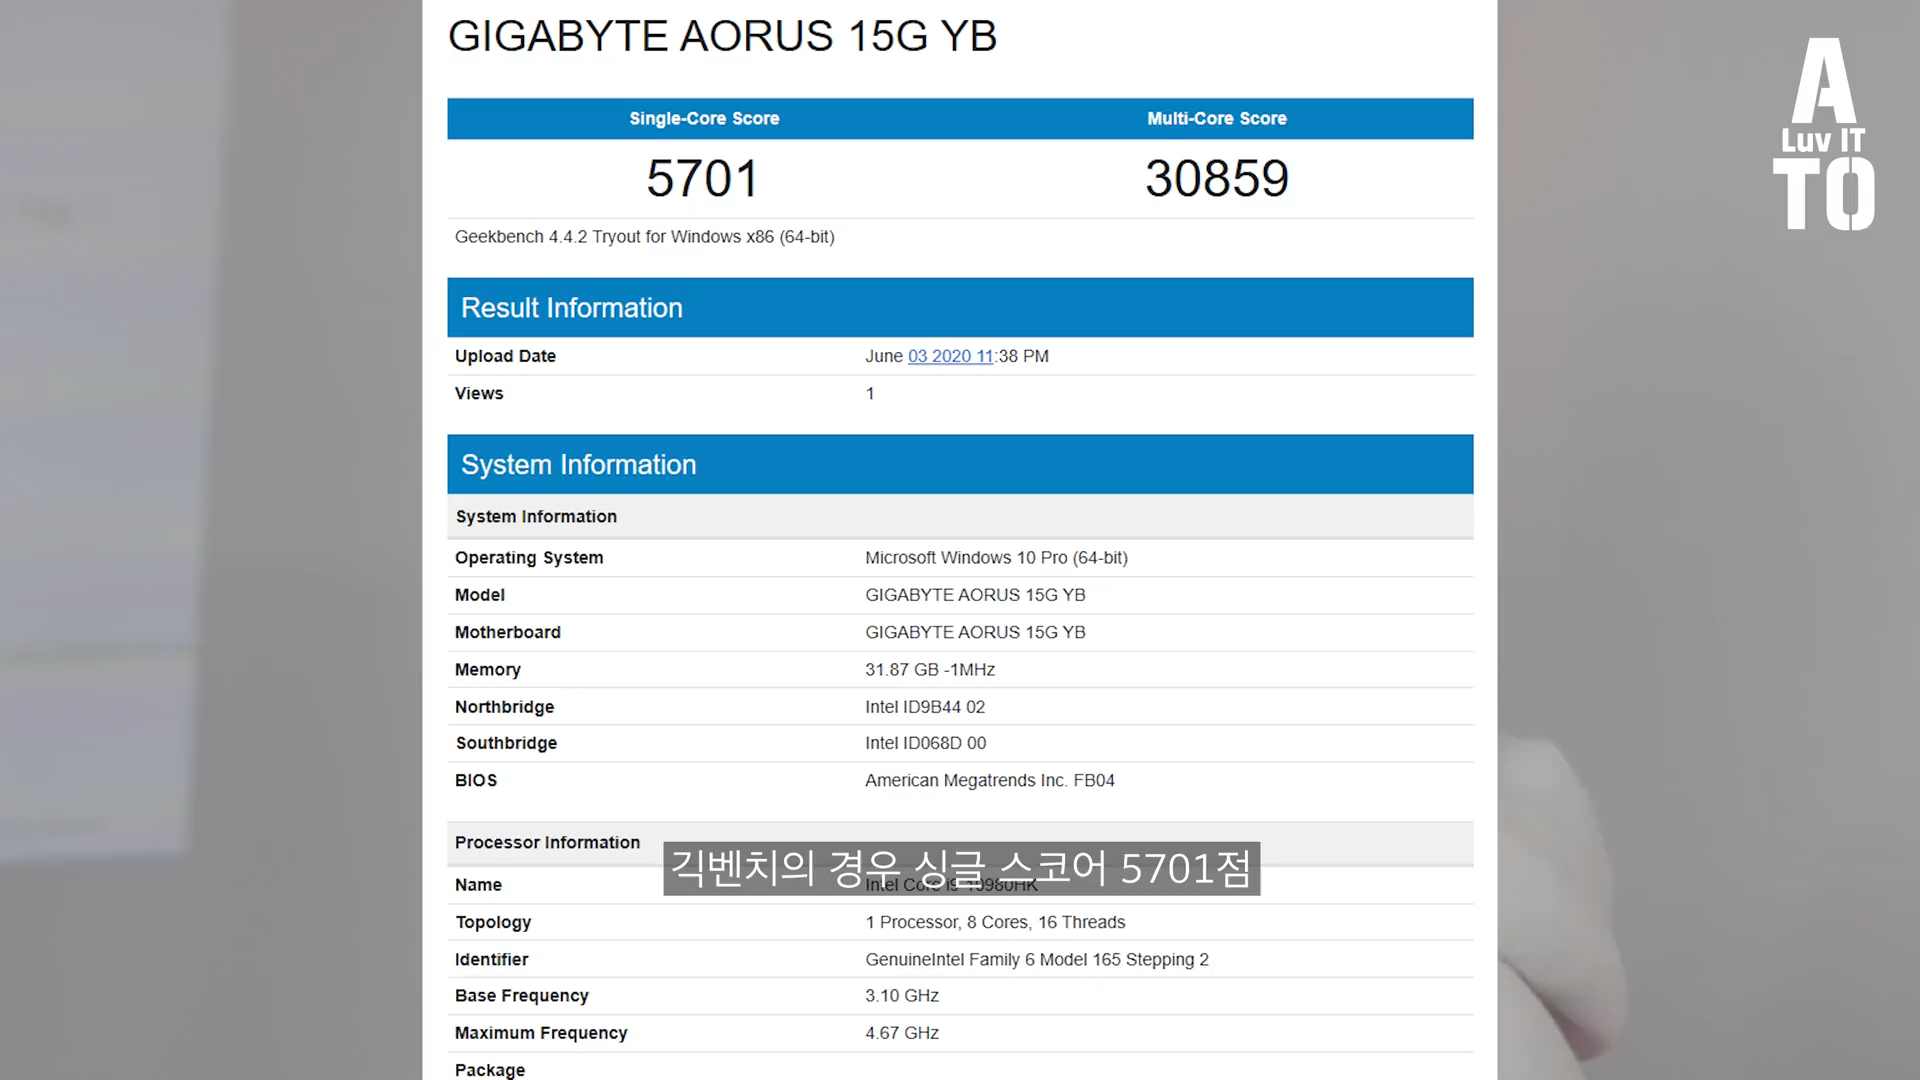 GIGABYTE AORUS 15G YB
A
Luv IT
TO
Single-Core Score Multi-Core Score
5701 30859
Geekbench 4.4.2 Tryout for Windows x86 (64-bit)
Result Information
Upload Date June 03 2020 11:38 PM
Views 1
System Information
System Information
Operating System Microsoft Windows 10 Pro (64-bit)
Model GIGABYTE AORUS 15G YB
Motherboard GIGABYTE AORUS 15G YB
Memory 31.87 GB -1MHz
Northbridge Intel ID9B44 02
Southbridge Intel ID068D 00
BIOS American Megatrends Inc. FB04
Processor Information
긱벤치의 경우 싱글 스코어 5701점
Name Intel Core i9-10980HK
Topology 1 Processor, 8 Cores, 16 Threads
Identifier GenuineIntel Family 6 Model 165 Stepping 2
Base Frequency 3.10 GHz
Maximum Frequency 4.67 GHz
Package